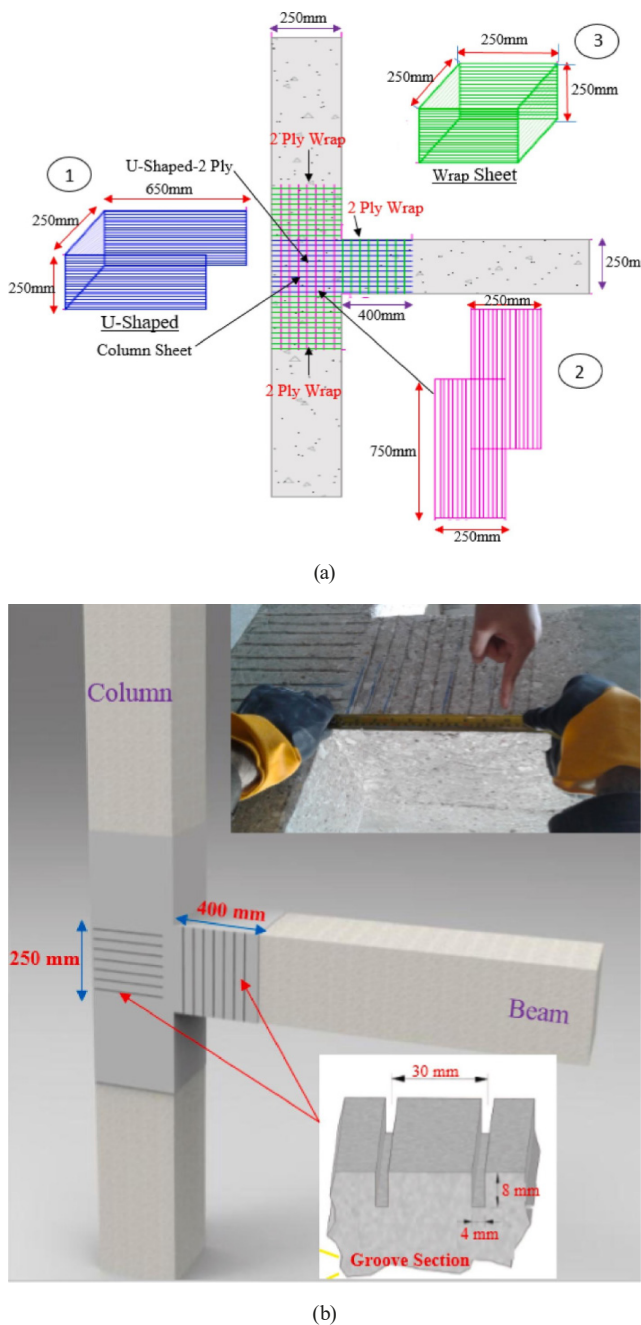 250mm
3
250mm
250mm
250mm
Wrap Sheet
2 Ply Wrap
U-Shaped-2 Ply
1
650mm
250mm
250mm
U-Shaped
Column Sheet
2 Ply Wrap
250m
400mm
250mm
2 Ply Wrap
2
750mm
250mm
(a)
Column
400 mm
250 mm
Beam
30 mm
8 mm
4 mm
Groove Section
(b)